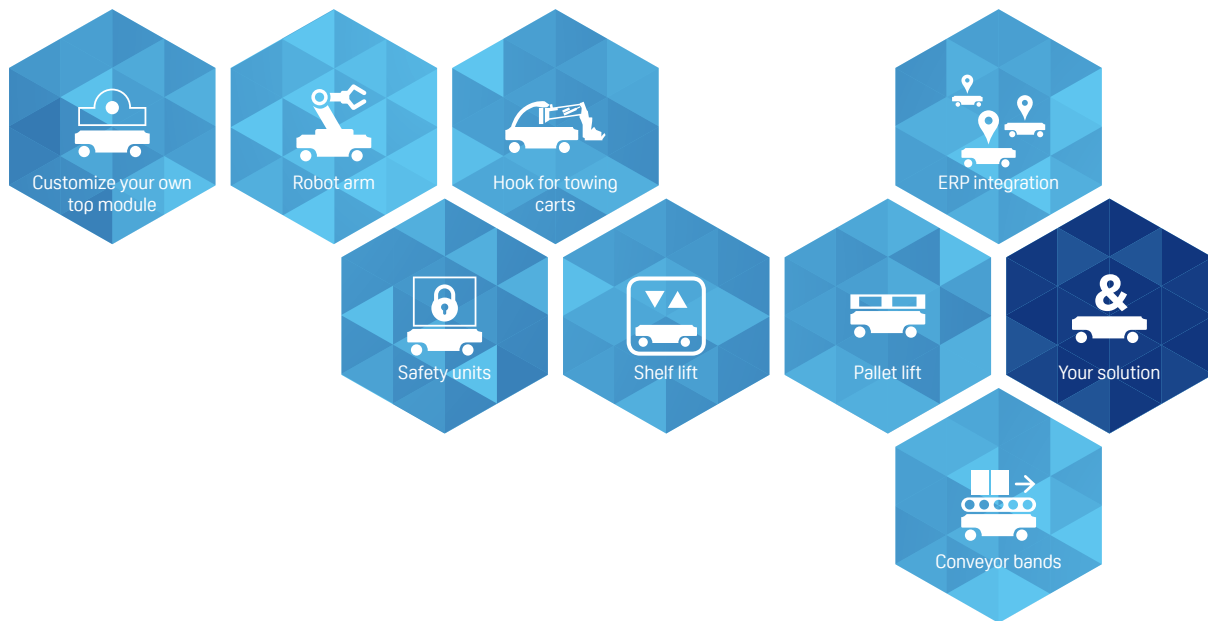 Customize your own
top module
Robot arm
Hook for towing
carts
ERP integration
Safety units
Shelf lift
Pallet lift
&
Your solution
Conveyor bands